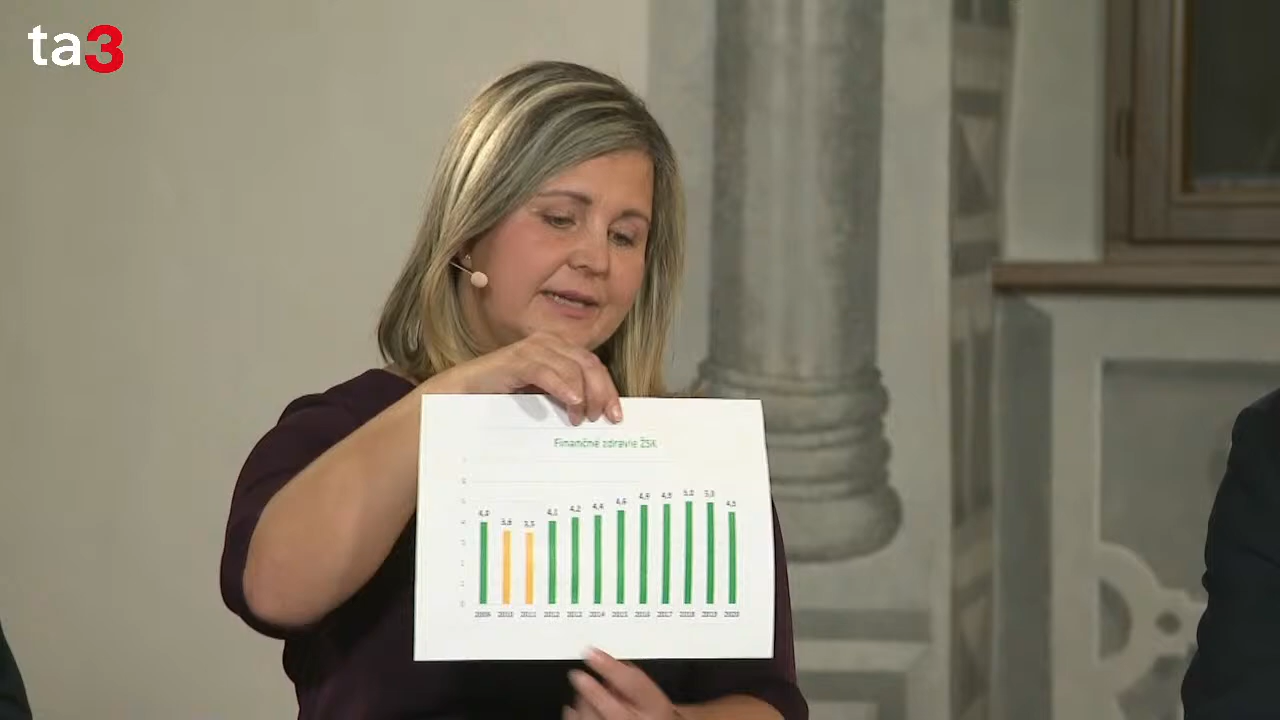 ta3
Finančné zdravie ŽSK
4,0 3,6 3,5 4,1 4,2 4,4 4,6 4,9 4,9 5,0 4,5
2009 2010 2011 2012 2013 2014 2015 2016 2017 2018 2019 2020